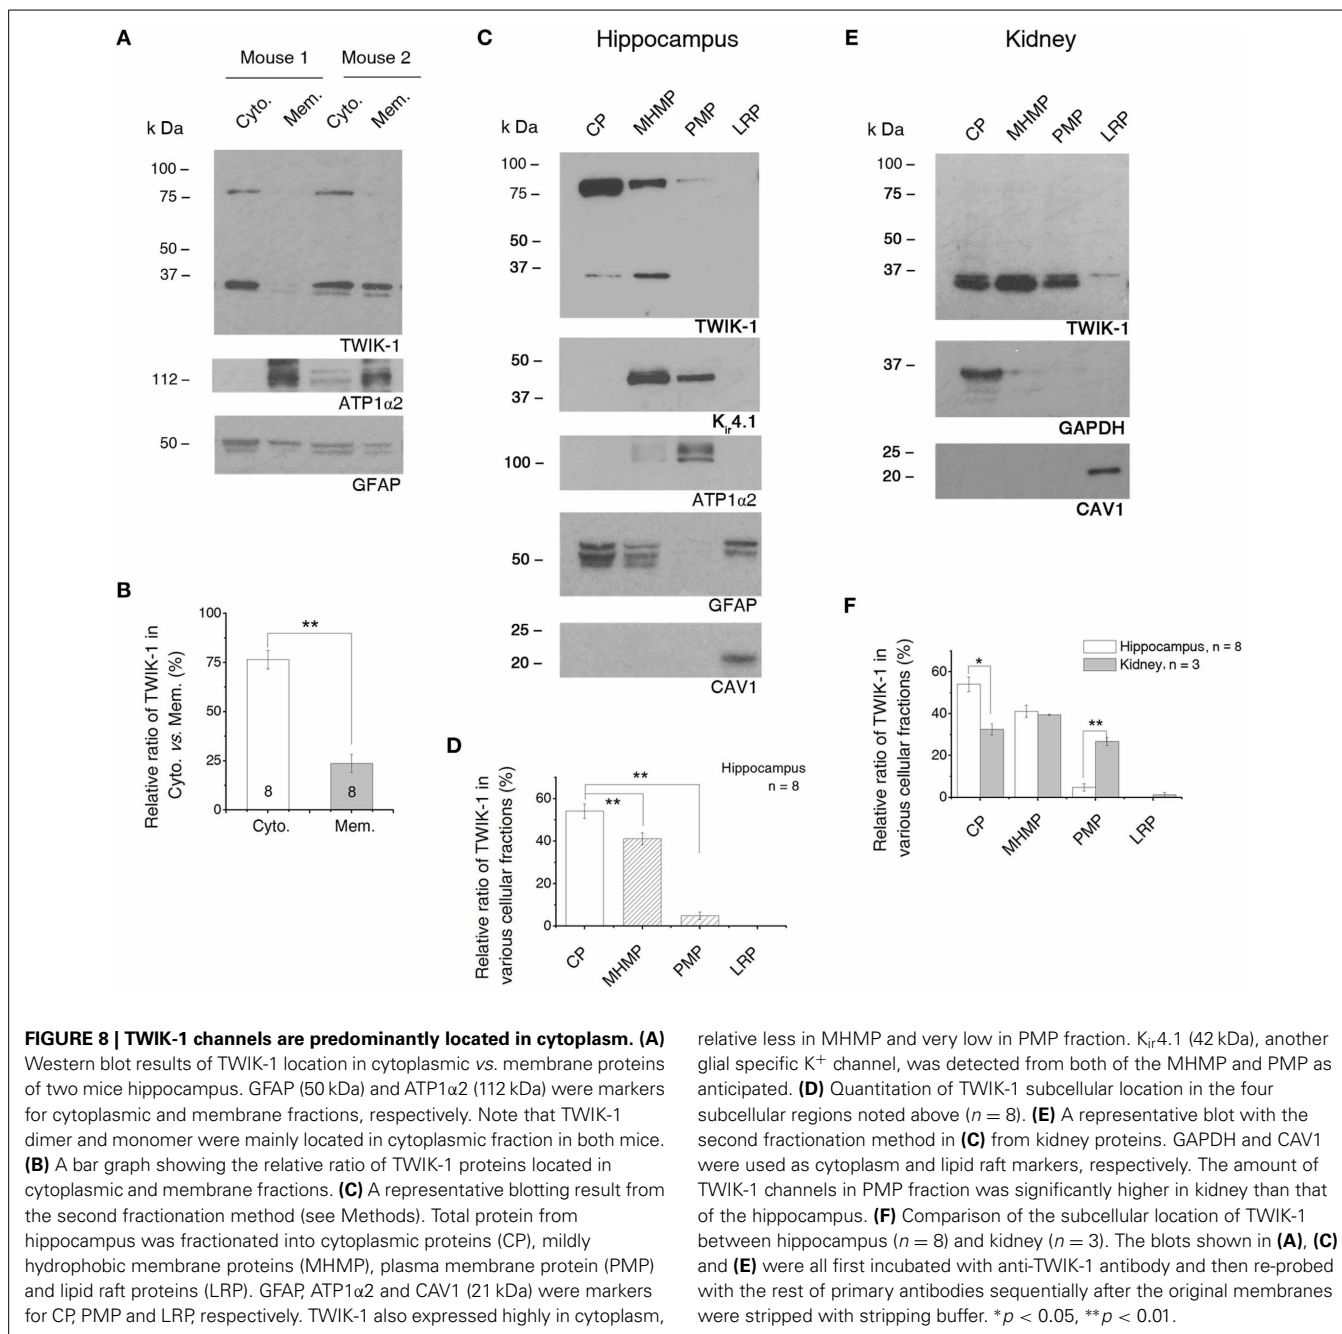 A
Mouse 1
Mouse 2
Cyto.
Mem.
Cyto.
Mem.
k Da
100 –
75 –
50 –
37 –
TWIK-1
112 –
ATP1α2
50 –
GFAP
B
Relative ratio of TWIK-1 in
Cyto. vs. Mem. (%)
100
75
50
25
0
**
8
8
Cyto.
Mem.
C
Hippocampus
k Da
CP
MHMP
PMP
LRP
100 –
75 –
50 –
37 –
TWIK-1
50 –
37 –
Kir4.1
100 –
ATP1α2
50 –
GFAP
25 –
20 –
CAV1
D
Relative ratio of TWIK-1 in
various cellular fractions (%)
60
40
20
0
**
**
Hippocampus
n = 8
CP
MHMP
PMP
LRP
E
Kidney
k Da
CP
MHMP
PMP
LRP
100 –
75 –
50 –
37 –
TWIK-1
37 –
GAPDH
25 –
20 –
CAV1
F
Relative ratio of TWIK-1 in
various cellular fractions (%)
60
40
20
0
*
**
Hippocampus, n = 8
Kidney, n = 3
CP
MHMP
PMP
LRP
FIGURE 8 | TWIK-1 channels are predominantly located in cytoplasm. (A)
Western blot results of TWIK-1 location in cytoplasmic vs. membrane proteins
of two mice hippocampus. GFAP (50 kDa) and ATP1α2 (112 kDa) were markers
for cytoplasmic and membrane fractions, respectively. Note that TWIK-1
dimer and monomer were mainly located in cytoplasmic fraction in both mice.
(B) A bar graph showing the relative ratio of TWIK-1 proteins located in
cytoplasmic and membrane fractions. (C) A representative blotting result from
the second fractionation method (see Methods). Total protein from
hippocampus was fractionated into cytoplasmic proteins (CP), mildly
hydrophobic membrane proteins (MHMP), plasma membrane protein (PMP)
and lipid raft proteins (LRP). GFAP, ATP1α2 and CAV1 (21 kDa) were markers
for CP, PMP and LRP, respectively. TWIK-1 also expressed highly in cytoplasm,
relative less in MHMP and very low in PMP fraction. Kir4.1 (42 kDa), another
glial specific K+ channel, was detected from both of the MHMP and PMP as
anticipated. (D) Quantitation of TWIK-1 subcellular location in the four
subcellular regions noted above (n = 8). (E) A representative blot with the
second fractionation method in (C) from kidney proteins. GAPDH and CAV1
were used as cytoplasm and lipid raft markers, respectively. The amount of
TWIK-1 channels in PMP fraction was significantly higher in kidney than that
of the hippocampus. (F) Comparison of the subcellular location of TWIK-1
between hippocampus (n = 8) and kidney (n = 3). The blots shown in (A), (C)
and (E) were all first incubated with anti-TWIK-1 antibody and then re-probed
with the rest of primary antibodies sequentially after the original membranes
were stripped with stripping buffer. *p < 0.05, **p < 0.01.